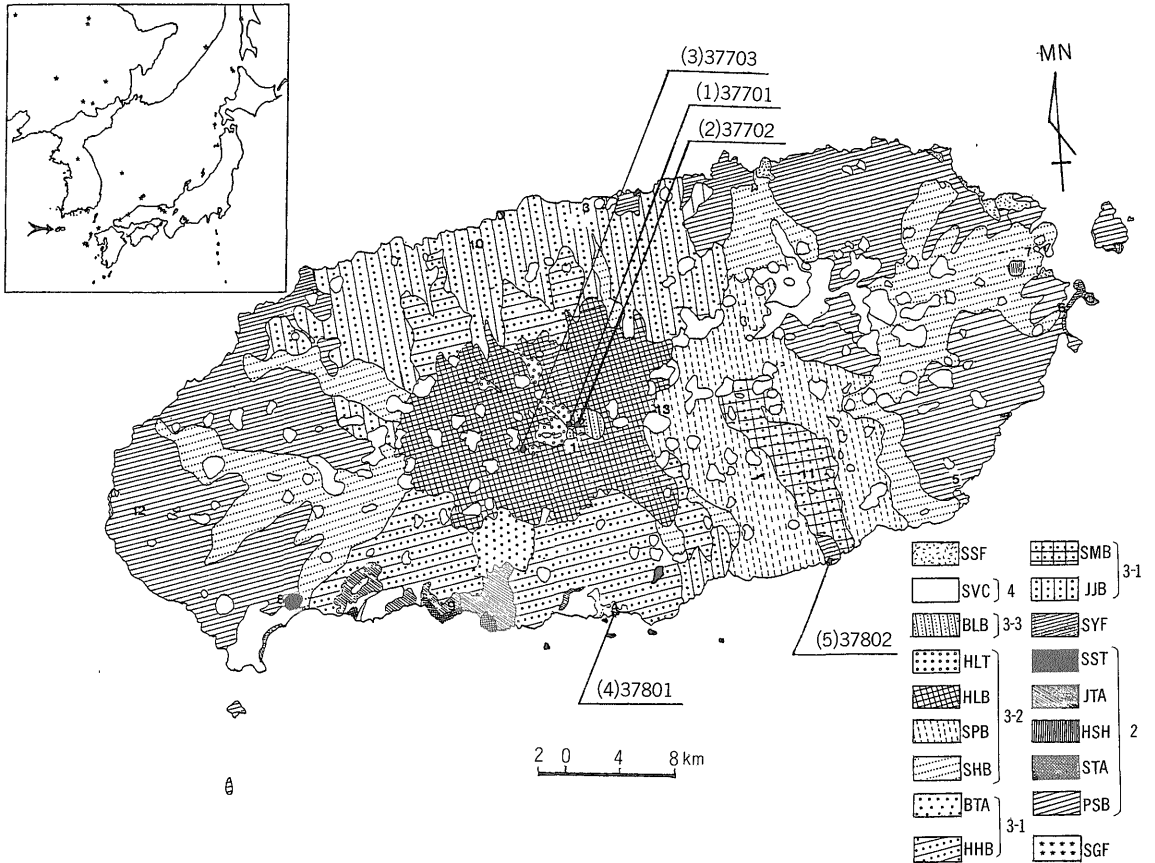 (3)37703
(1)37701
(2)37702
MN
10
13
11
5
12
9
(5)37802
(4)37801
2 0 4 8 km
SSF
SVC 4
BLB 3-3
HLT
HLB
SPB
SHB
3-2
BTA
HHB
3-1
SMB
JJB
3-1
SYF
SST
JTA
HSH
STA
PSB
2
SGF